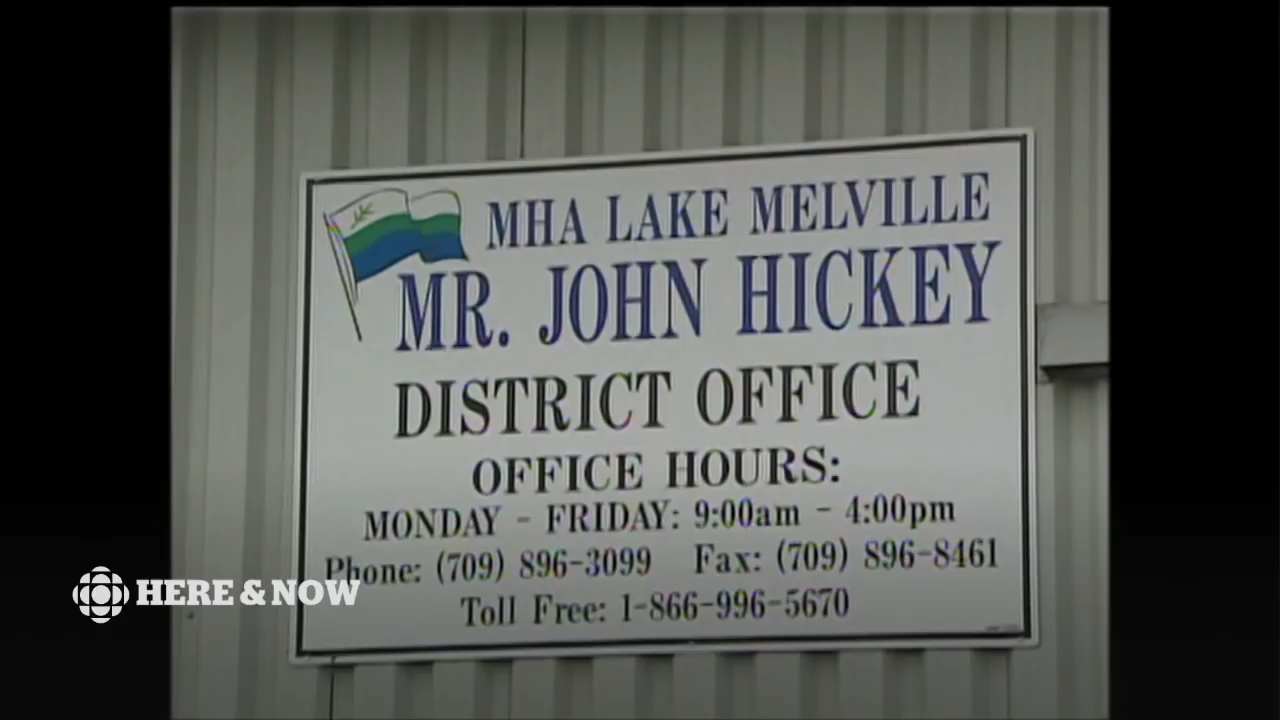 MHA LAKE MELVILLE
MR. JOHN HICKEY
DISTRICT OFFICE
OFFICE HOURS:
MONDAY - FRIDAY: 9:00am - 4:00pm
Phone: (709) 896-3099 Fax: (709) 896-8461
Toll Free: 1-866-996-5670
HERE & NOW